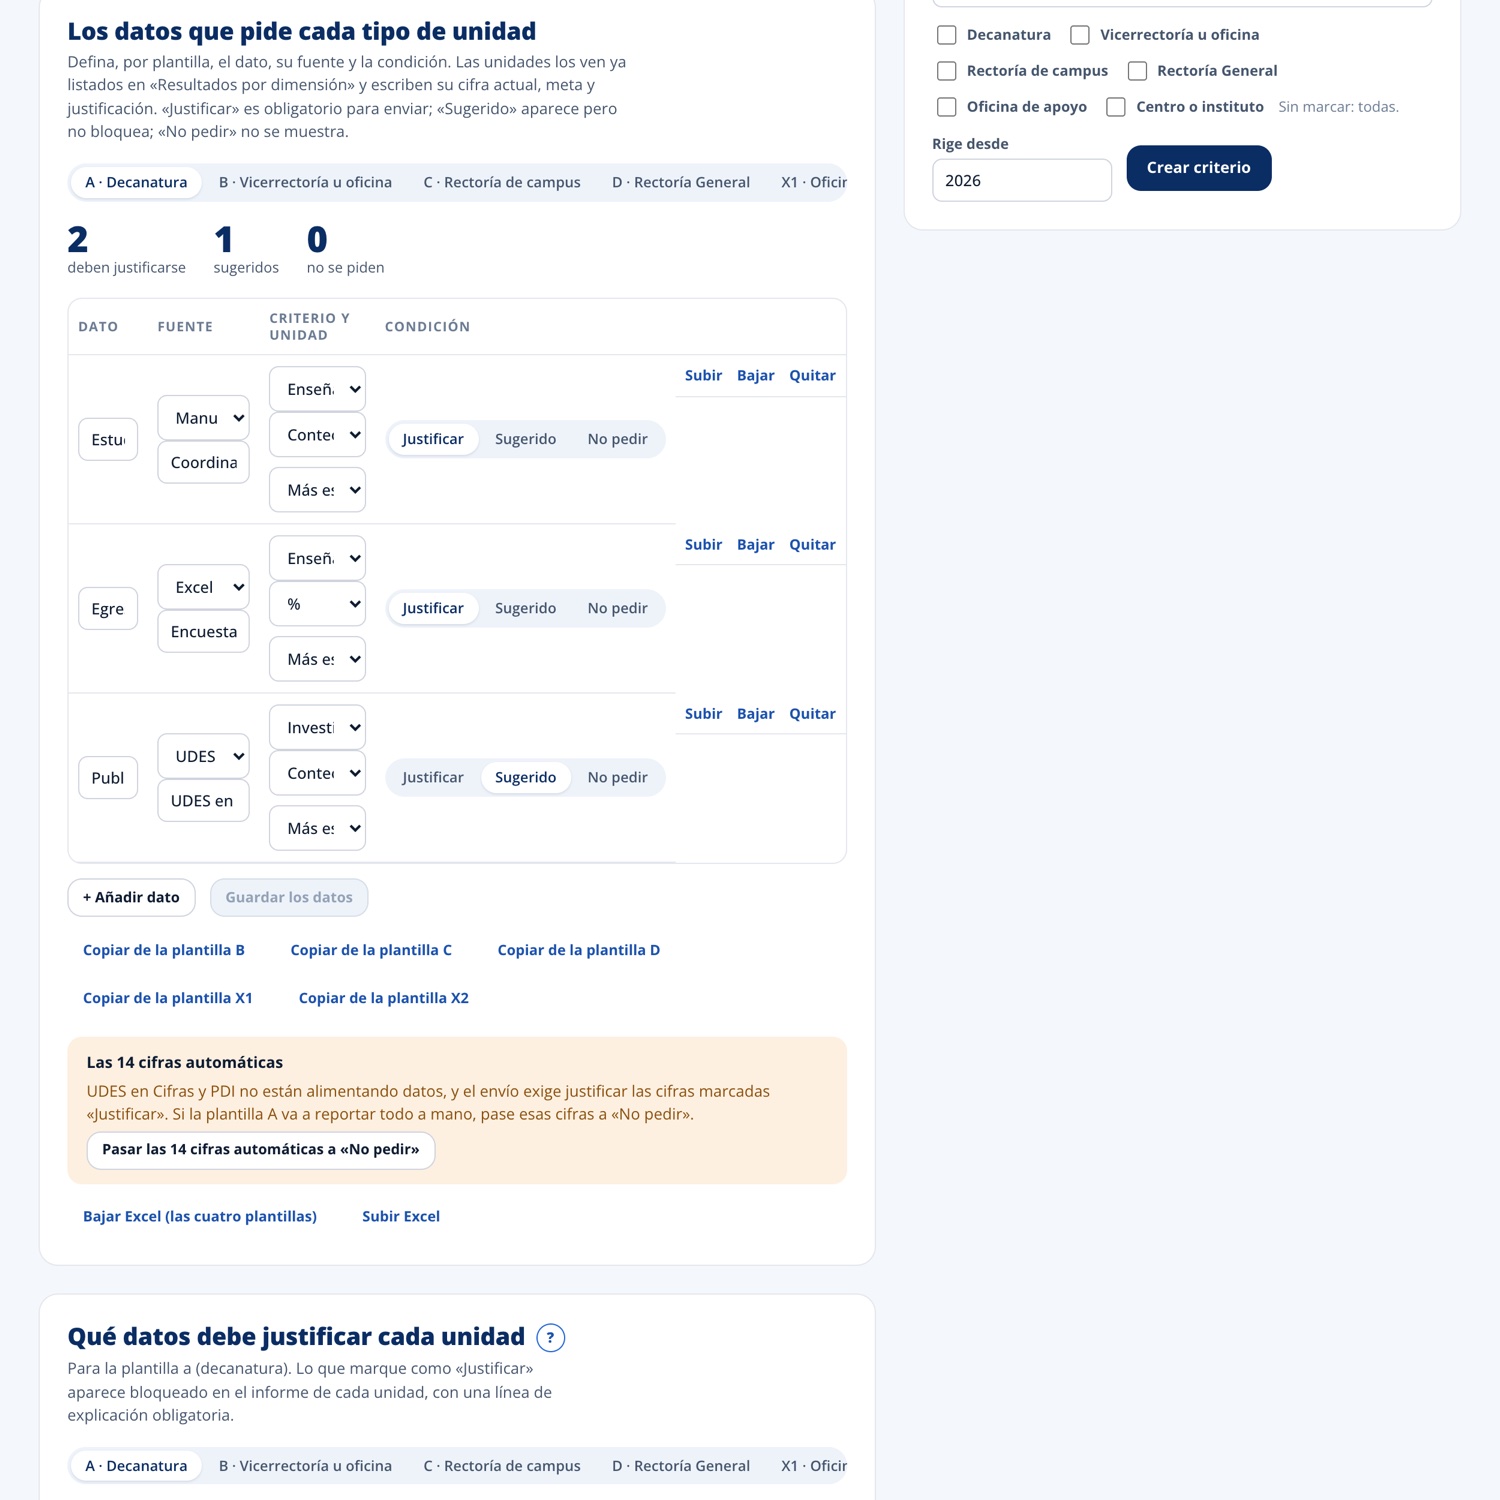 Los datos que pide cada tipo de unidad
Defina, por plantilla, el dato, su fuente y la condición. Las unidades los ven ya
listados en «Resultados por dimensión» y escriben su cifra actual, meta y
justificación. «Justificar» es obligatorio para enviar; «Sugerido» aparece pero
no bloquea; «No pedir» no se muestra.
A · Decanatura B · Vicerrectoría u oficina C · Rectoría de campus D · Rectoría General X1 · Oficin
2 1 0
deben justificarse sugeridos no se piden
DATO FUENTE CRITERIO Y UNIDAD CONDICIÓN
Subir Bajar Quitar
Estu
Manu
Coordina
Enseña
Contec
Más es
Justificar Sugerido No pedir
Subir Bajar Quitar
Egre
Excel
Encuesta
Enseña
%
Más es
Justificar Sugerido No pedir
Subir Bajar Quitar
Publ
UDES
UDES en
Investi
Contec
Más es
Justificar Sugerido No pedir
+ Añadir dato Guardar los datos
Copiar de la plantilla B Copiar de la plantilla C Copiar de la plantilla D
Copiar de la plantilla X1 Copiar de la plantilla X2
Las 14 cifras automáticas
UDES en Cifras y PDI no están alimentando datos, y el envío exige justificar las cifras marcadas
«Justificar». Si la plantilla A va a reportar todo a mano, pase esas cifras a «No pedir».
Pasar las 14 cifras automáticas a «No pedir»
Bajar Excel (las cuatro plantillas) Subir Excel
Qué datos debe justificar cada unidad ?
Para la plantilla a (decanatura). Lo que marque como «Justificar»
aparece bloqueado en el informe de cada unidad, con una línea de
explicación obligatoria.
A · Decanatura B · Vicerrectoría u oficina C · Rectoría de campus D · Rectoría General X1 · Oficin
Decanatura Vicerrectoría u oficina
Rectoría de campus Rectoría General
Oficina de apoyo Centro o instituto Sin marcar: todas.
Rige desde
2026
Crear criterio